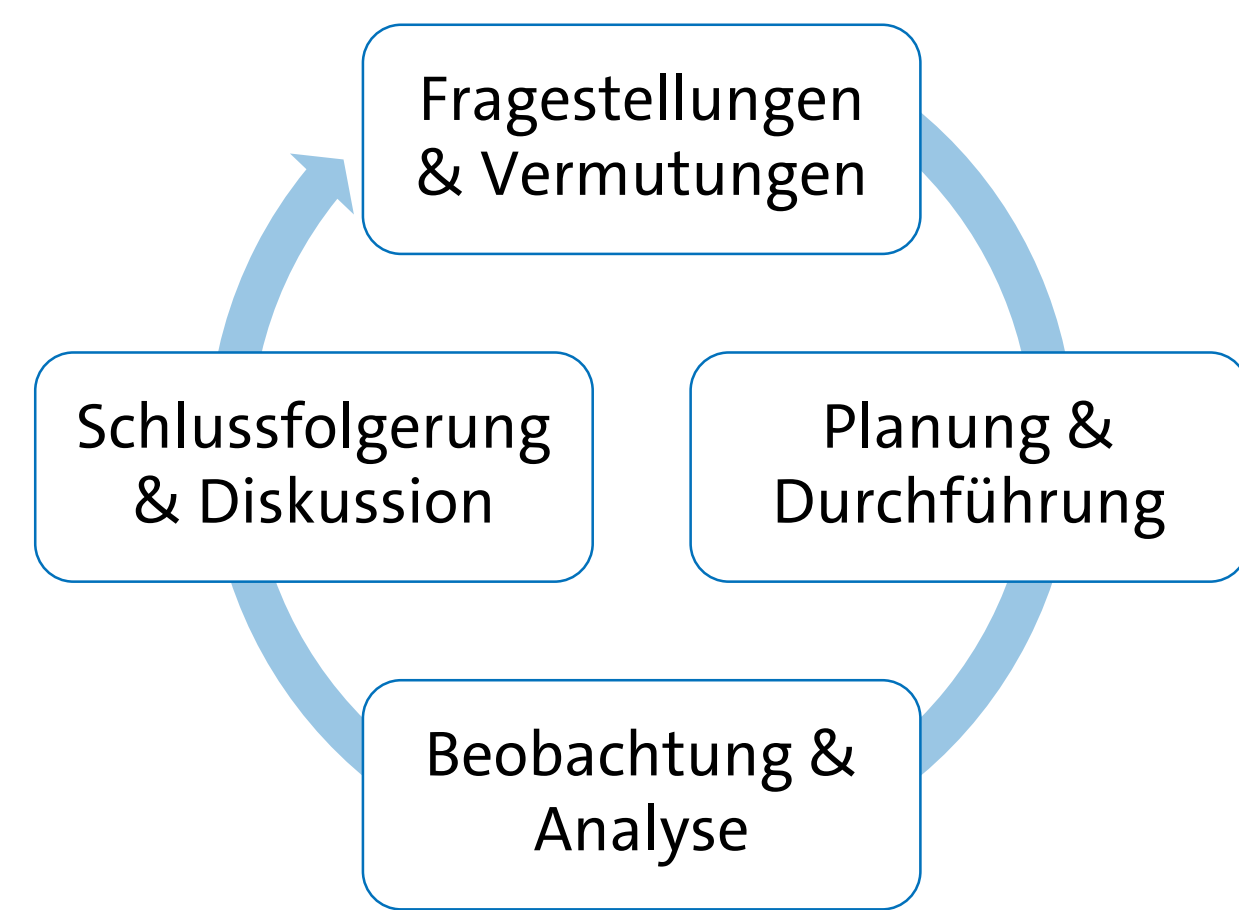 Fragestellungen
& Vermutungen
Planung &
Durchführung
Beobachtung &
Analyse
Schlussfolgerung
& Diskussion